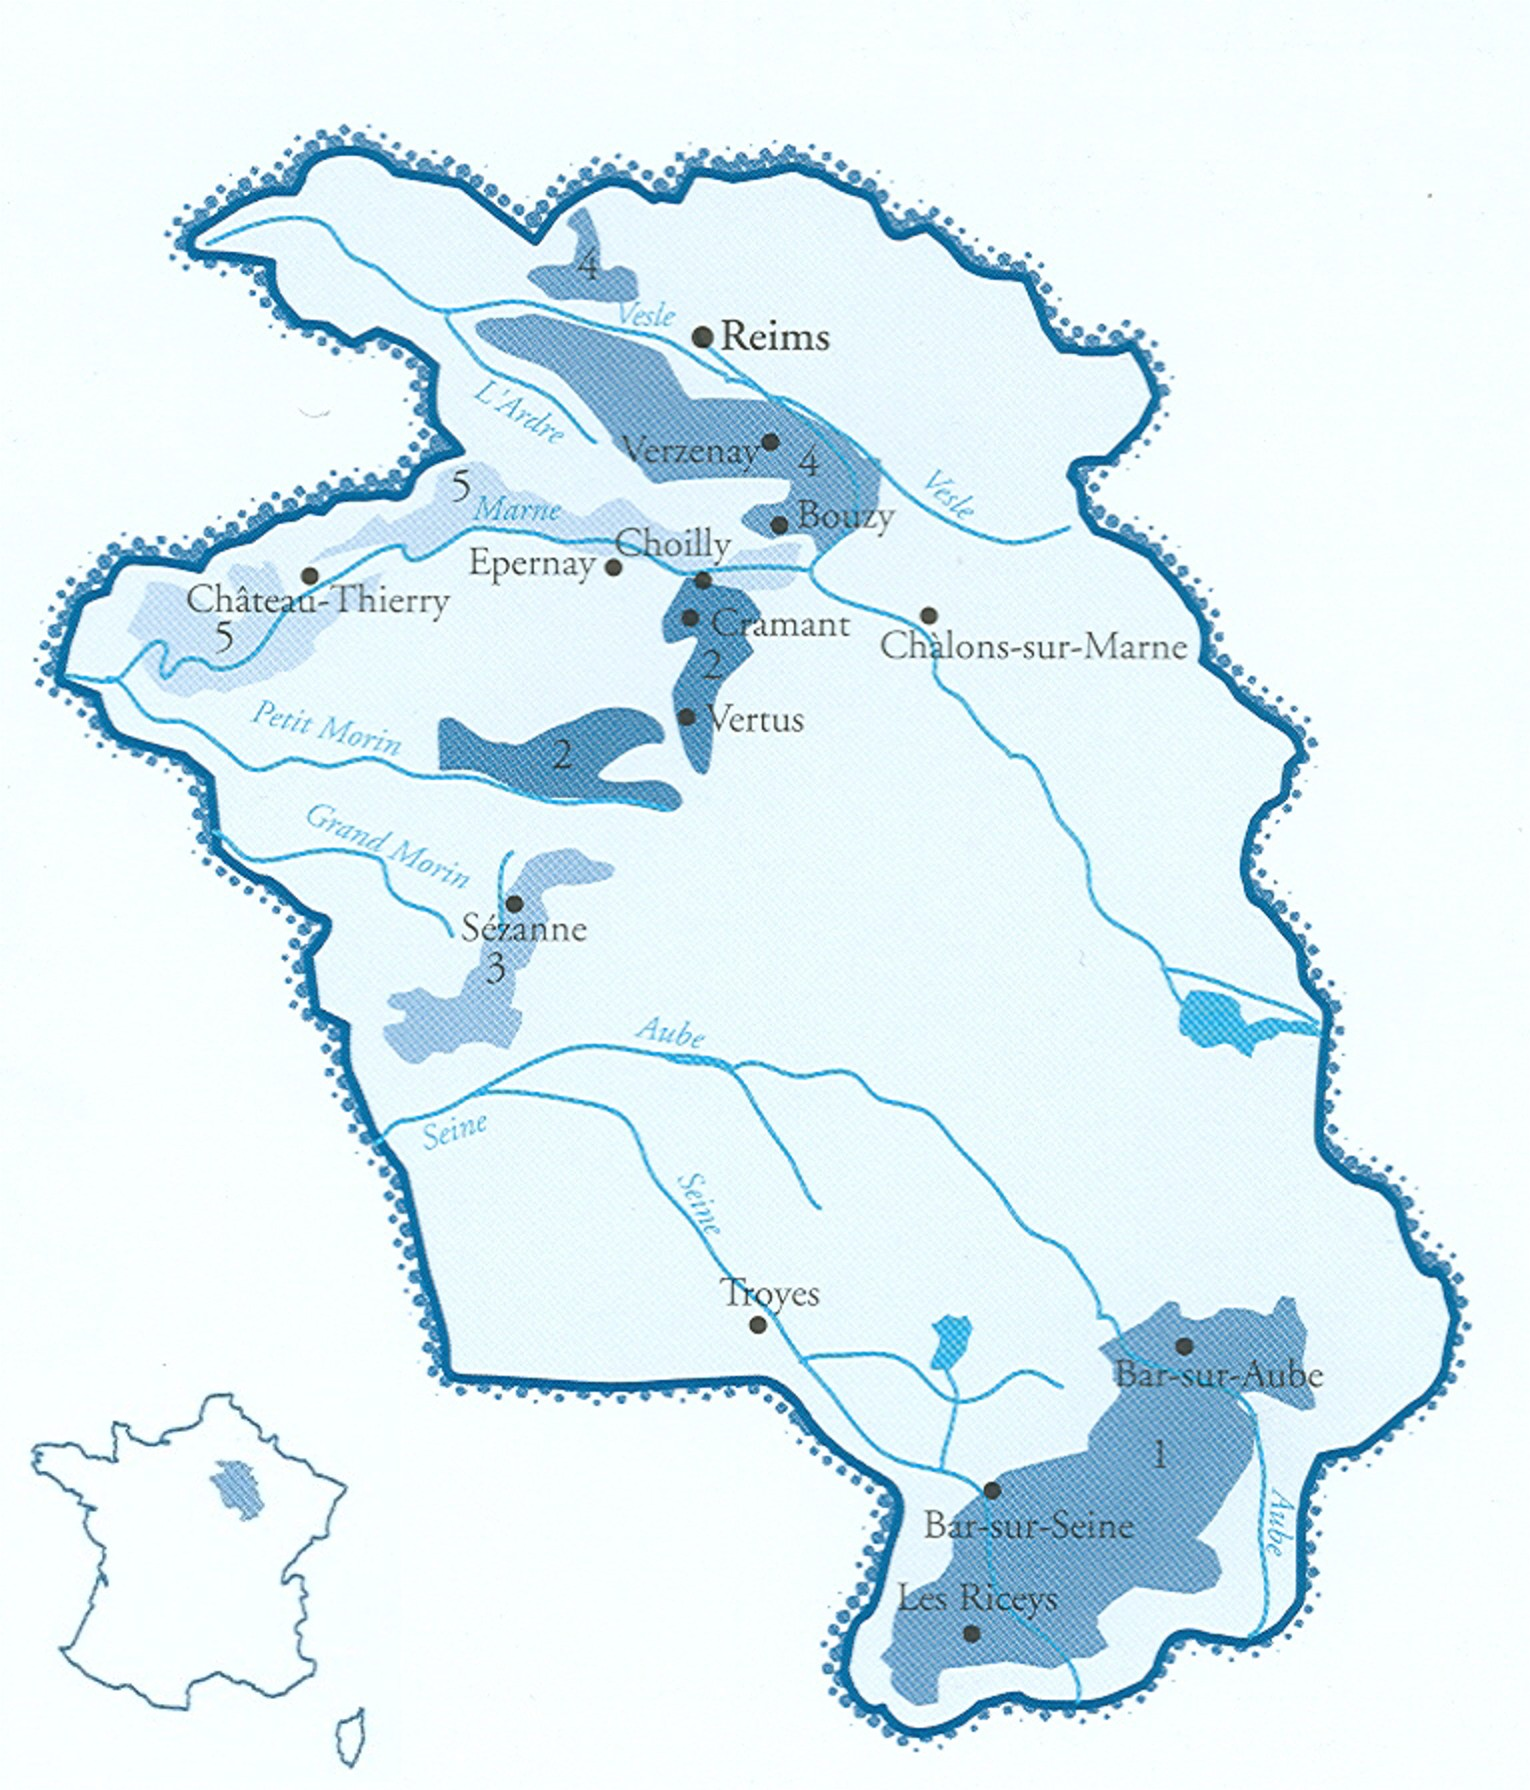 4
Vesle
Reims
L'Ardre
Verzenay
4
5
Marne
Vesle
Bouzy
Choilly
Epernay
Château-Thierry
5
Cramant
Châlons-sur-Marne
2
Vertus
Petit Morin
2
Grand Morin
Sézanne
3
Aube
Seine
Seine
Troyes
Bar-sur-Aube
1
Bar-sur-Seine
Aube
Les Riceys